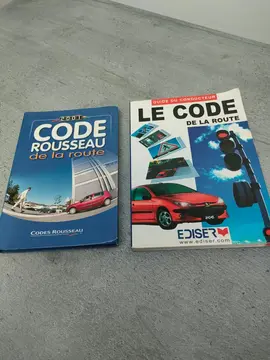 2001
CODE
ROUSSEAU
de la route
CODES ROUSSEAU
GUIDE DU CONDUCTEUR
LE CODE
DE LA ROUTE
EDISER
www.ediser.com